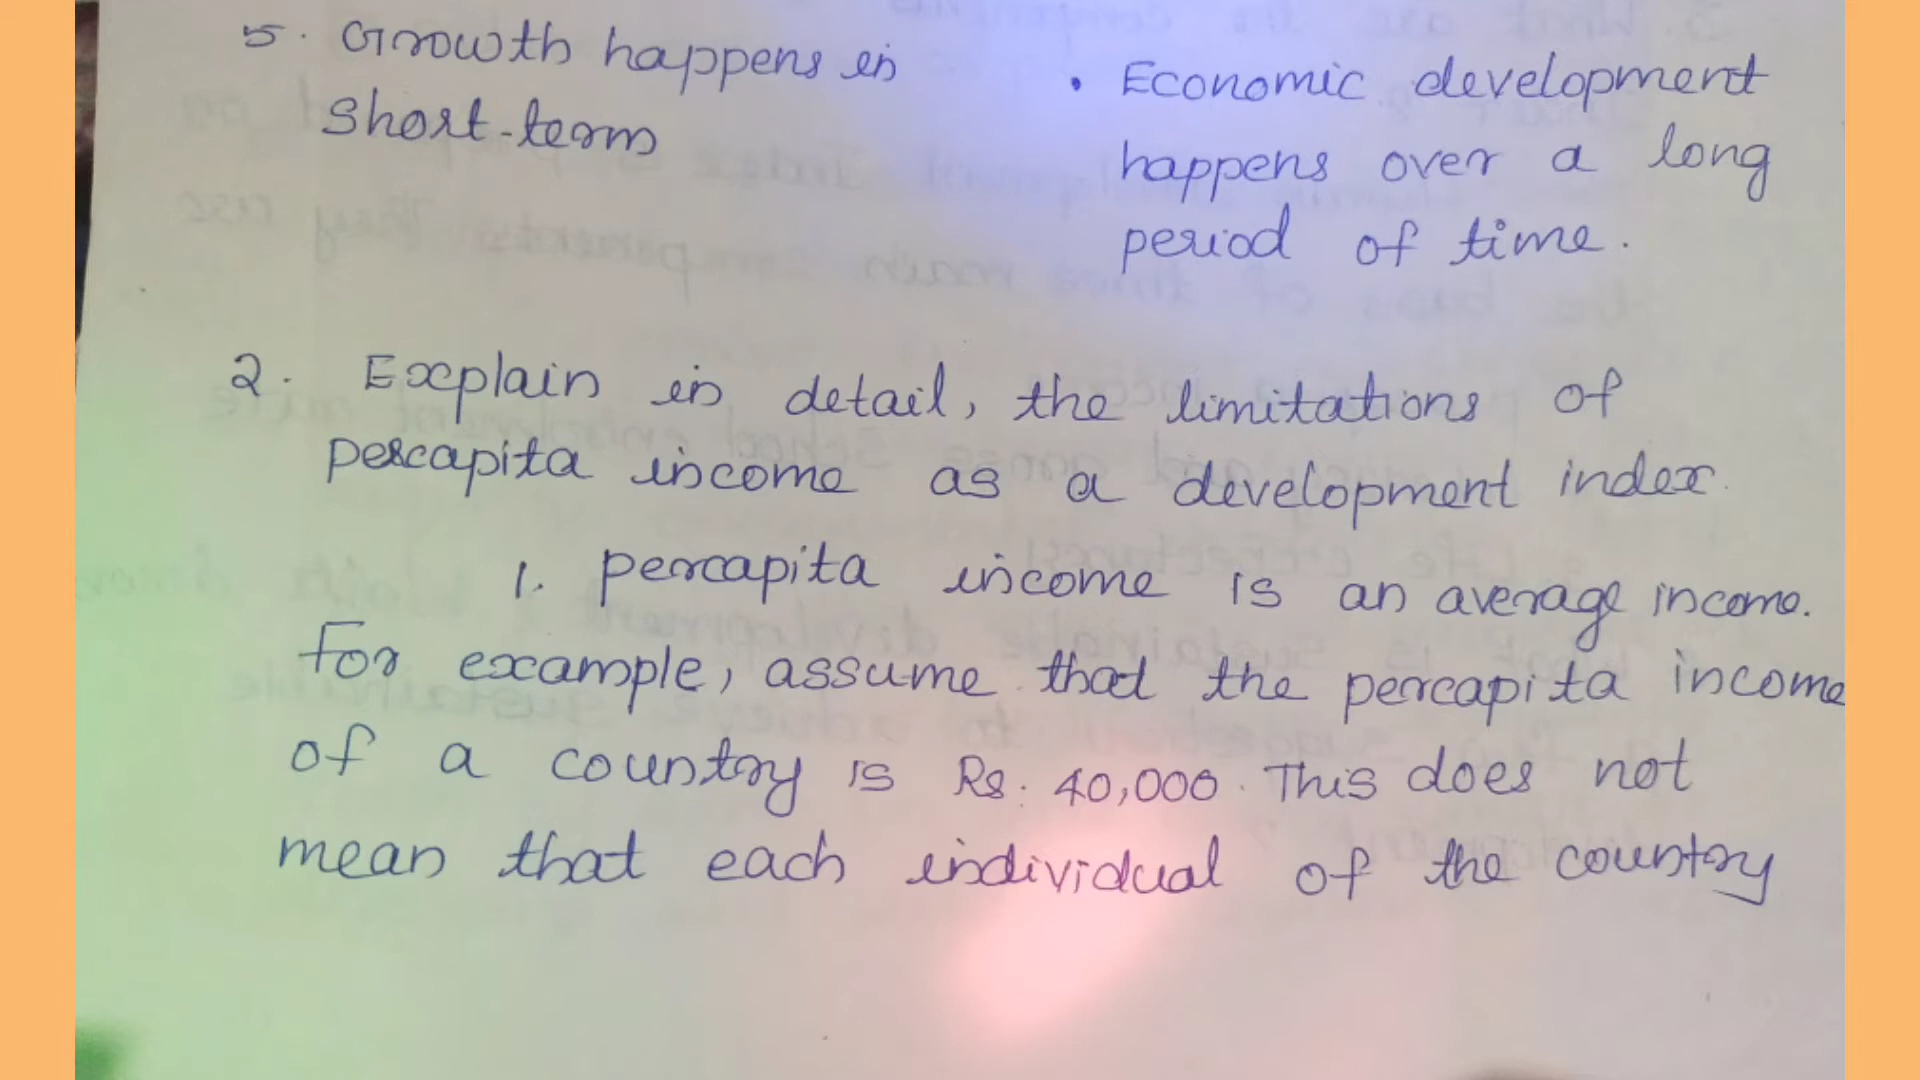 5. Growth happens in
Short-term
• Economic development
happens over a long
period of time.
2. Explain in detail, the limitations of
percapita income as a development index.
1. percapita income is an average income.
For example, assume that the percapita income
of a country is Rs. 40,000. This does not
mean that each individual of the country